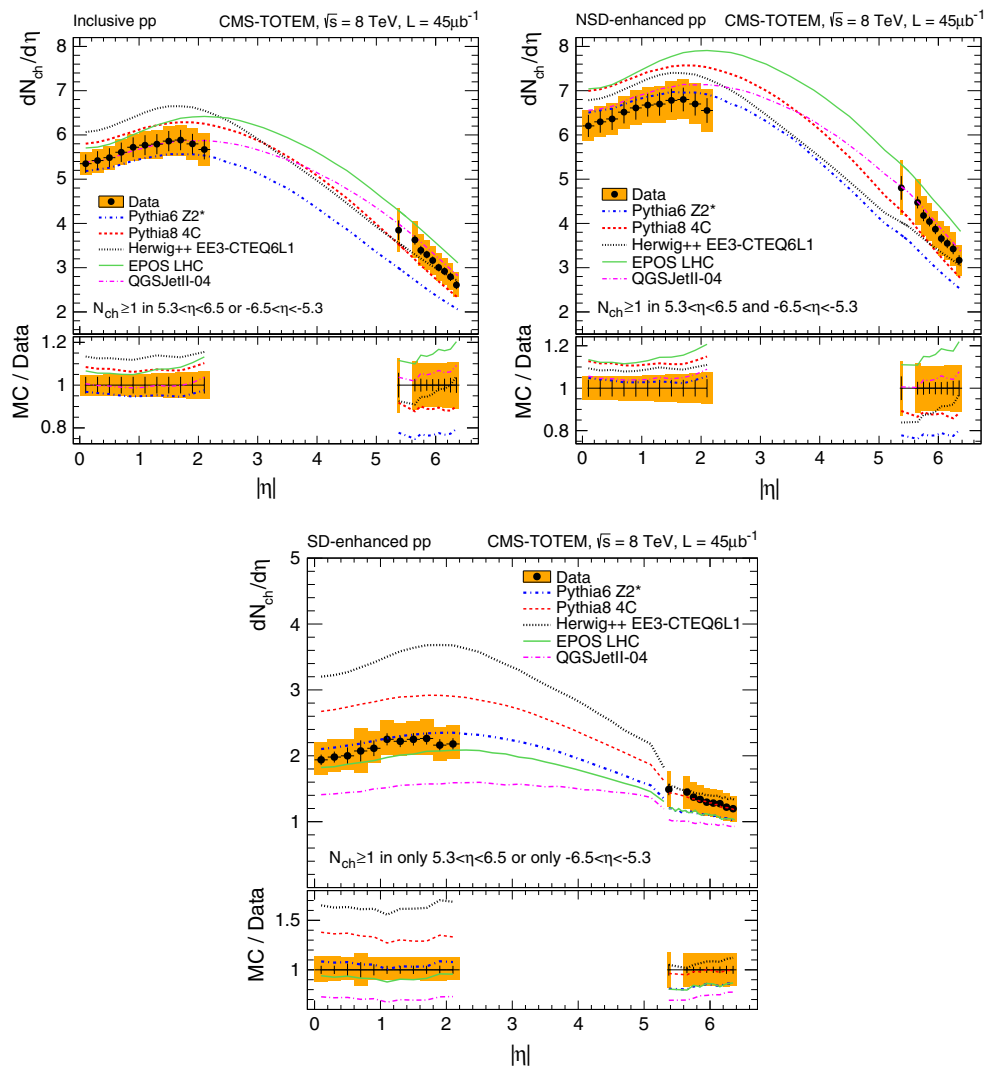 Inclusive pp CMS-TOTEM, √s = 8 TeV, L = 45μb⁻¹
dN_ch/dη
8
7
6
5
4
3
2
Data
Pythia6 Z2*
Pythia8 4C
Herwig++ EE3-CTEQ6L1
EPOS LHC
QGSJetII-04
N_ch≥1 in 5.3<η<6.5 or -6.5<η<-5.3
MC / Data
1.2
1
0.8
0 1 2 3 4 5 6
|η|
NSD-enhanced pp CMS-TOTEM, √s = 8 TeV, L = 45μb⁻¹
dN_ch/dη
8
7
6
5
4
3
2
Data
Pythia6 Z2*
Pythia8 4C
Herwig++ EE3-CTEQ6L1
EPOS LHC
QGSJetII-04
N_ch≥1 in 5.3<η<6.5 and -6.5<η<-5.3
MC / Data
1.2
1
0.8
0 1 2 3 4 5 6
|η|
SD-enhanced pp CMS-TOTEM, √s = 8 TeV, L = 45μb⁻¹
dN_ch/dη
5
4
3
2
1
Data
Pythia6 Z2*
Pythia8 4C
Herwig++ EE3-CTEQ6L1
EPOS LHC
QGSJetII-04
N_ch≥1 in only 5.3<η<6.5 or only -6.5<η<-5.3
MC / Data
1.5
1
0 1 2 3 4 5 6
|η|